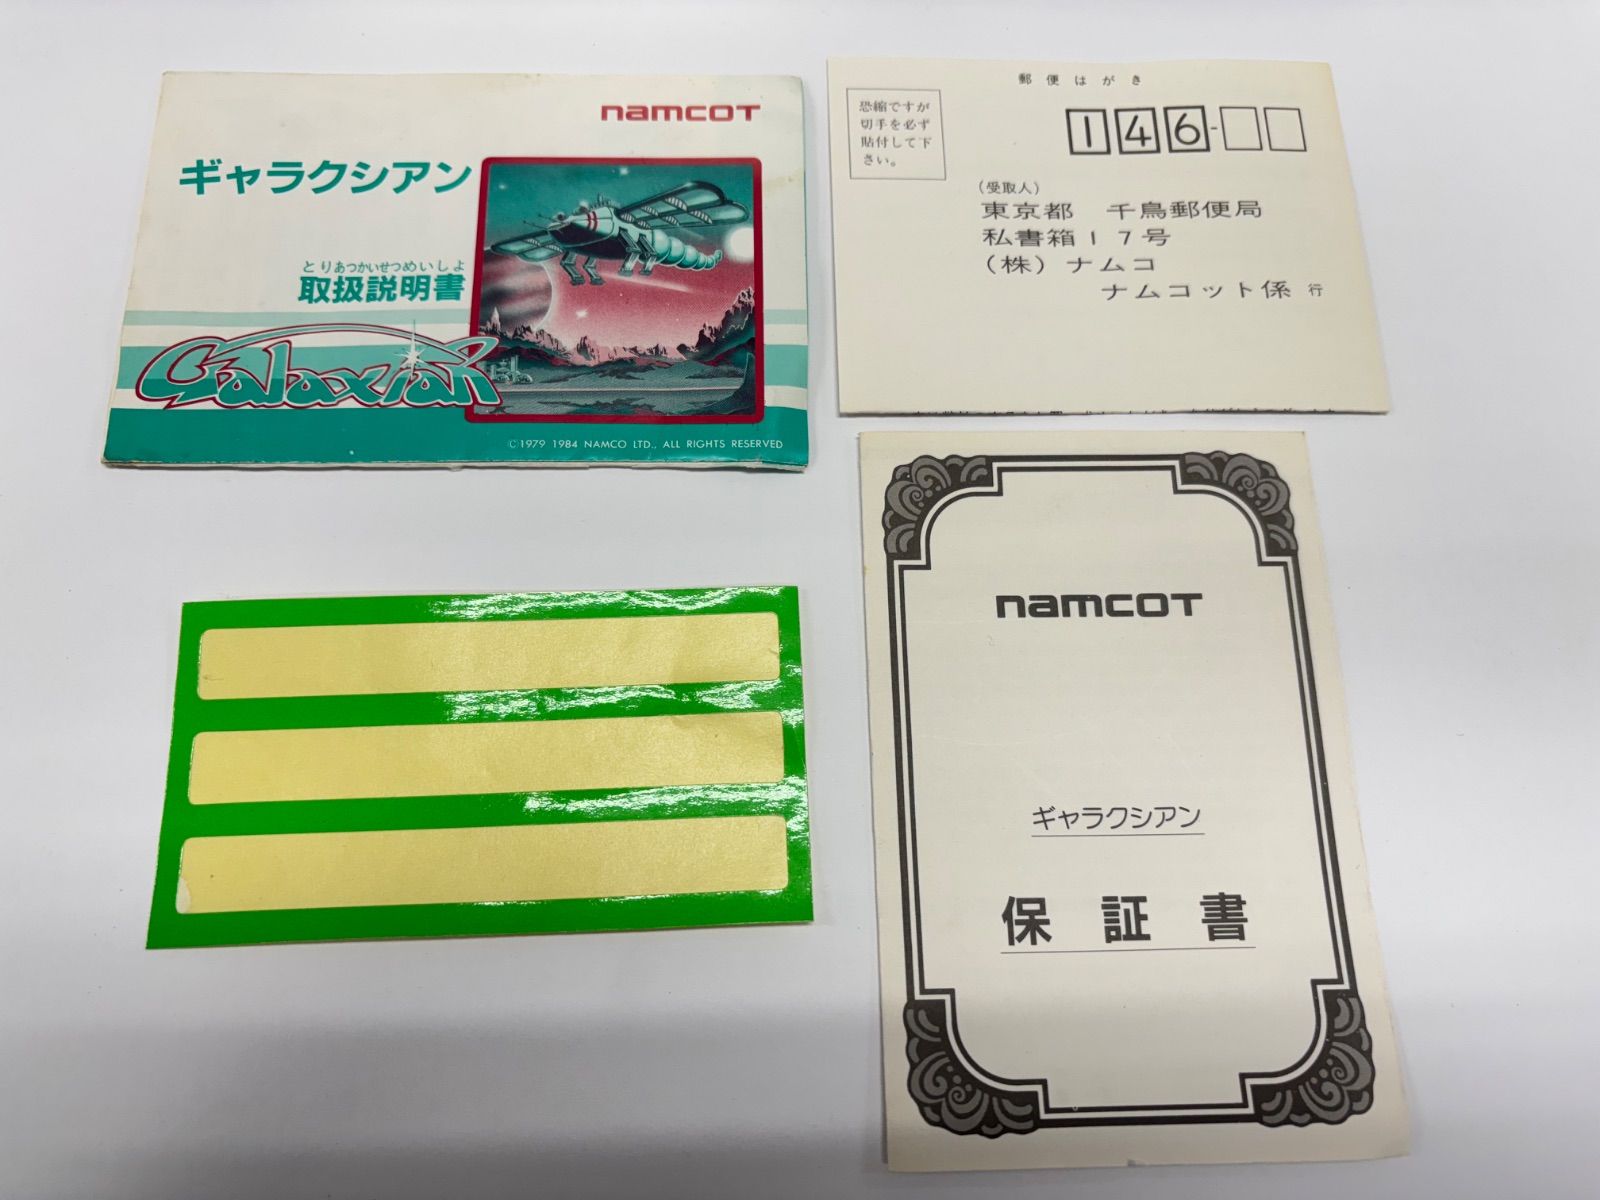 namcoT
ギャラクシアン
とりあつかいせつめいしょ
取扱説明書
Galaxian
©1979 1984 NAMCO LTD., ALL RIGHTS RESERVED
郵便はがき
恐縮ですが
切手を必ず
貼付して下
さい。
146-
(受取人)
東京都 千鳥郵便局
私書箱17号
(株)ナムコ
ナムコット係 行
namcoT
ギャラクシアン
保証書